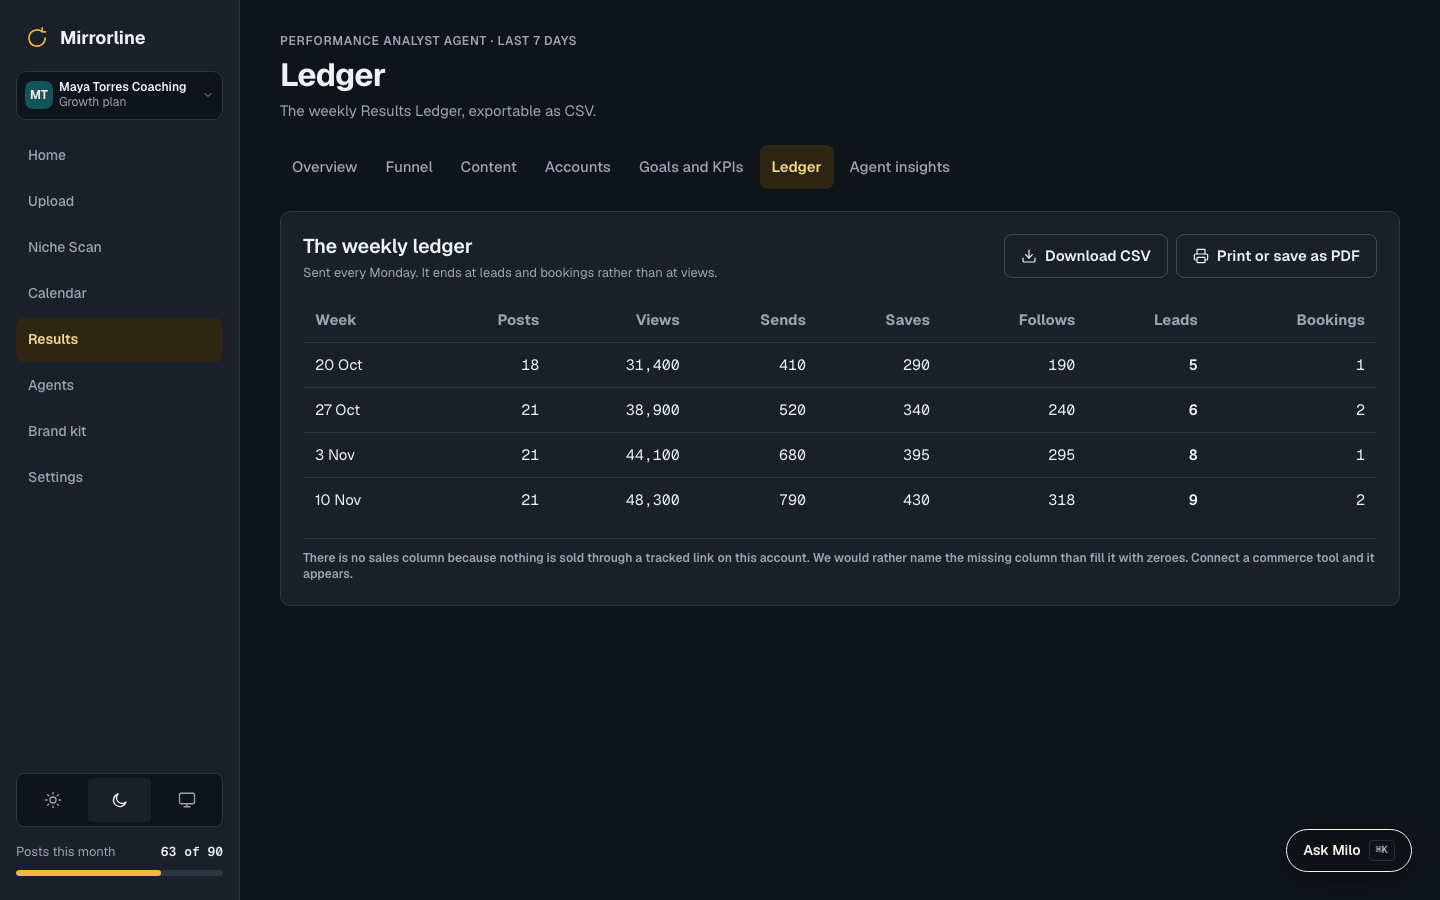 Mirrorline
MT
Maya Torres Coaching
Growth plan
Home
Upload
Niche Scan
Calendar
Results
Agents
Brand kit
Settings
Posts this month 63 of 90
PERFORMANCE ANALYST AGENT · LAST 7 DAYS
Ledger
The weekly Results Ledger, exportable as CSV.
Overview Funnel Content Accounts Goals and KPIs Ledger Agent insights
The weekly ledger
Sent every Monday. It ends at leads and bookings rather than at views.
Download CSV Print or save as PDF
Week Posts Views Sends Saves Follows Leads Bookings
20 Oct 18 31,400 410 290 190 5 1
27 Oct 21 38,900 520 340 240 6 2
3 Nov 21 44,100 680 395 295 8 1
10 Nov 21 48,300 790 430 318 9 2
There is no sales column because nothing is sold through a tracked link on this account. We would rather name the missing column than fill it with zeroes. Connect a commerce tool and it
appears.
Ask Milo ⌘K